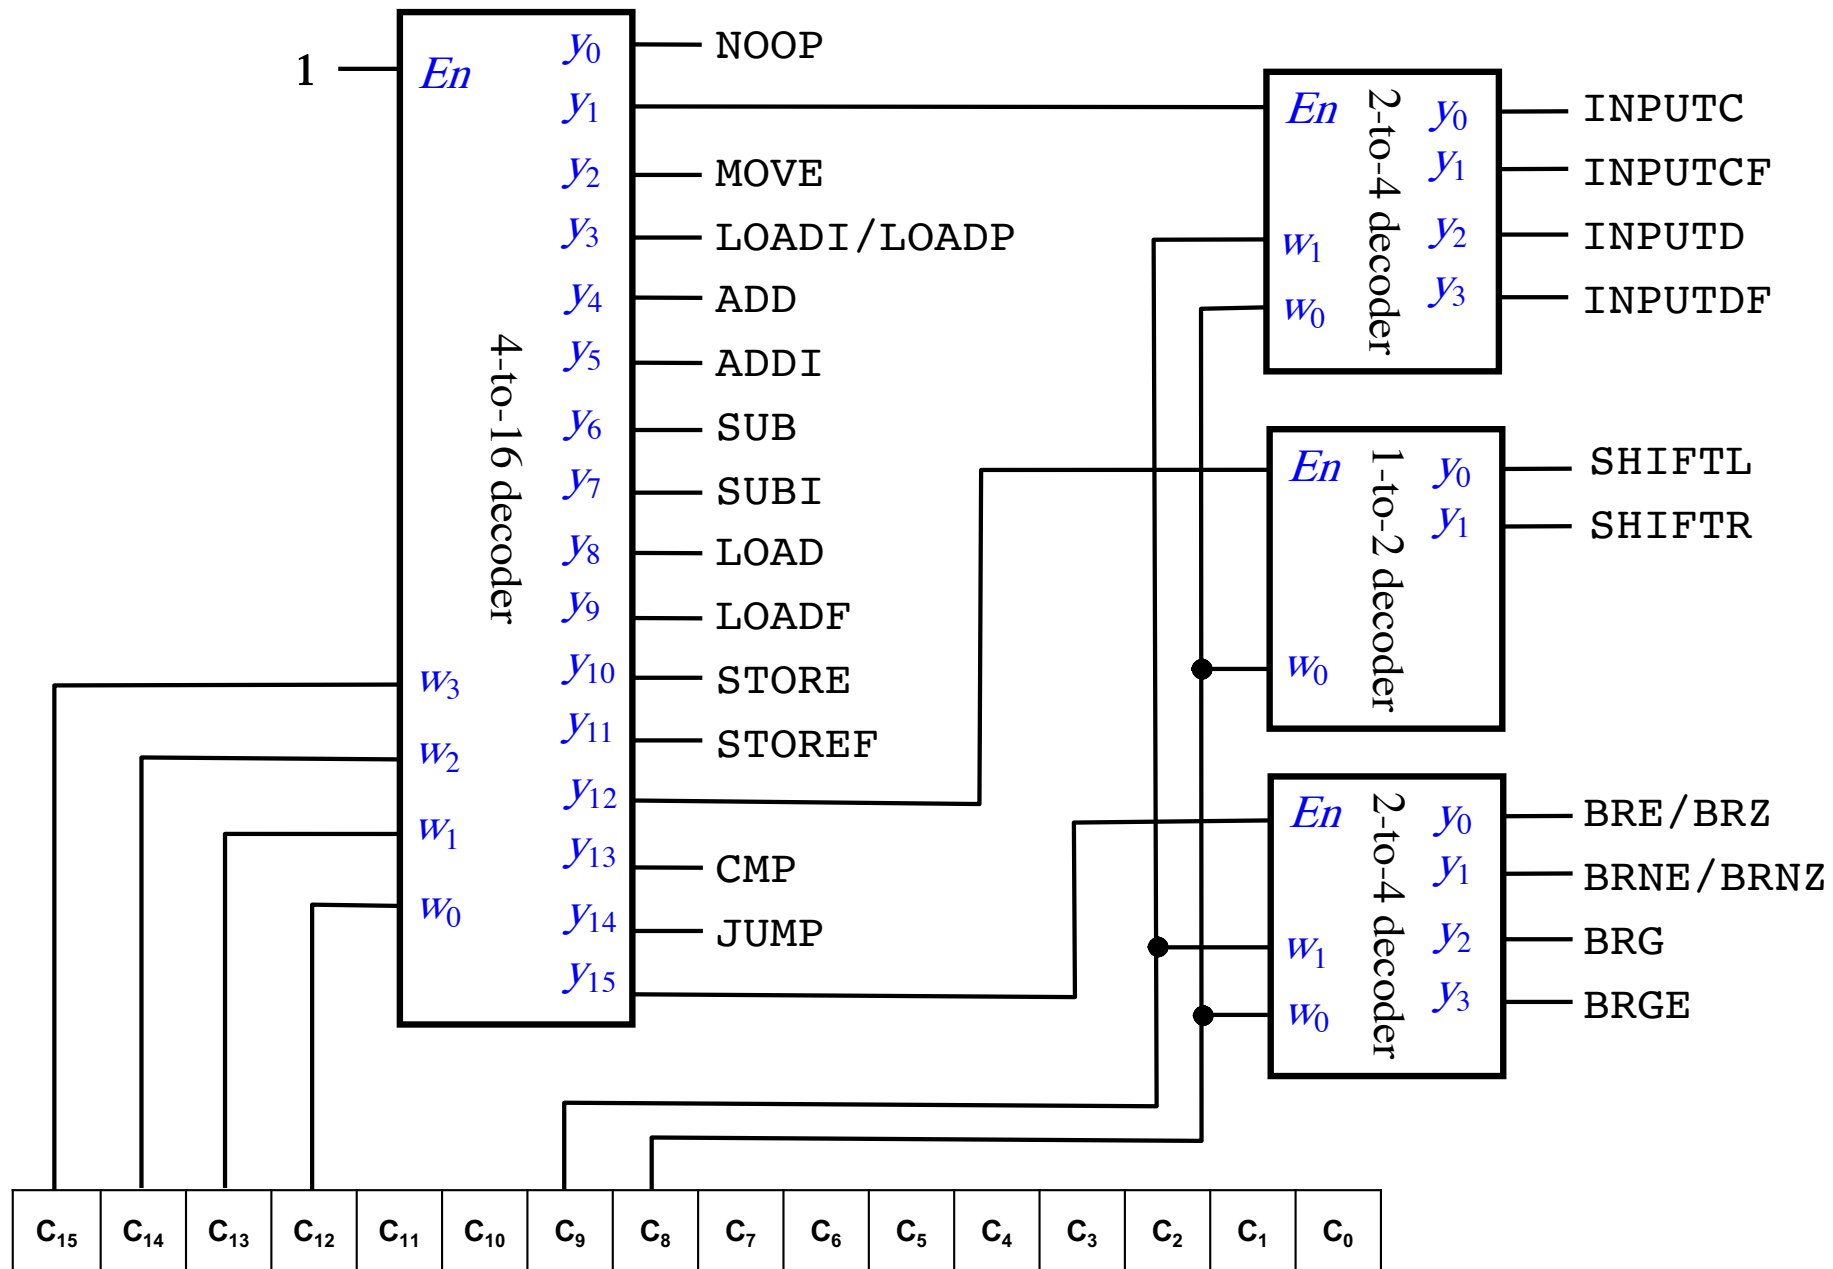 1
En
4-to-16 decoder
w3
w2
w1
w0
y0 NOOP
y1
y2 MOVE
y3 LOADI/LOADP
y4 ADD
y5 ADDI
y6 SUB
y7 SUBI
y8 LOAD
y9 LOADF
y10 STORE
y11 STOREF
y12
y13 CMP
y14 JUMP
y15
En
w1
w0
2-to-4 decoder
y0 INPUTC
y1 INPUTCF
y2 INPUTD
y3 INPUTDF
En
w0
1-to-2 decoder
y0 SHIFTL
y1 SHIFTR
En
w1
w0
2-to-4 decoder
y0 BRE/BRZ
y1 BRNE/BRNZ
y2 BRG
y3 BRGE
C15 C14 C13 C12 C11 C10 C9 C8 C7 C6 C5 C4 C3 C2 C1 C0